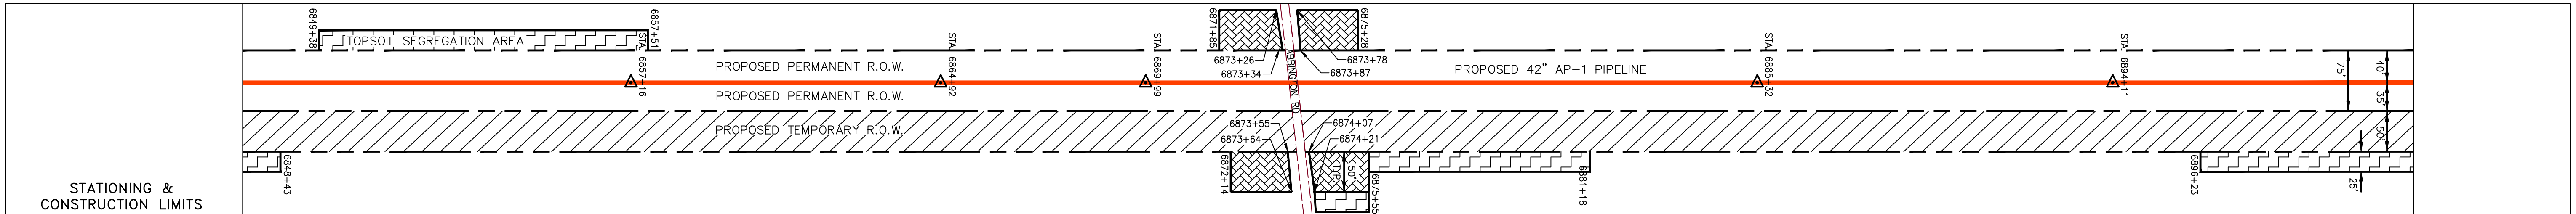 STATIONING &
CONSTRUCTION LIMITS
6849+38
TOPSOIL SEGREGATION AREA
6857+51
STA. 6857+16
PROPOSED PERMANENT R.O.W.
PROPOSED PERMANENT R.O.W.
PROPOSED TEMPORARY R.O.W.
STA. 6864+92
STA. 6869+99
6848+43
6871+85
6873+26
6873+34
ARRINGTON RD
6875+28
6873+78
6873+87
6873+55
6873+64
6872+14
6874+07
6874+21
50'
TYP.
6875+55
PROPOSED 42" AP-1 PIPELINE
STA. 6885+32
6881+18
STA. 6894+11
6896+23
75'
40'
35'
50'
25'